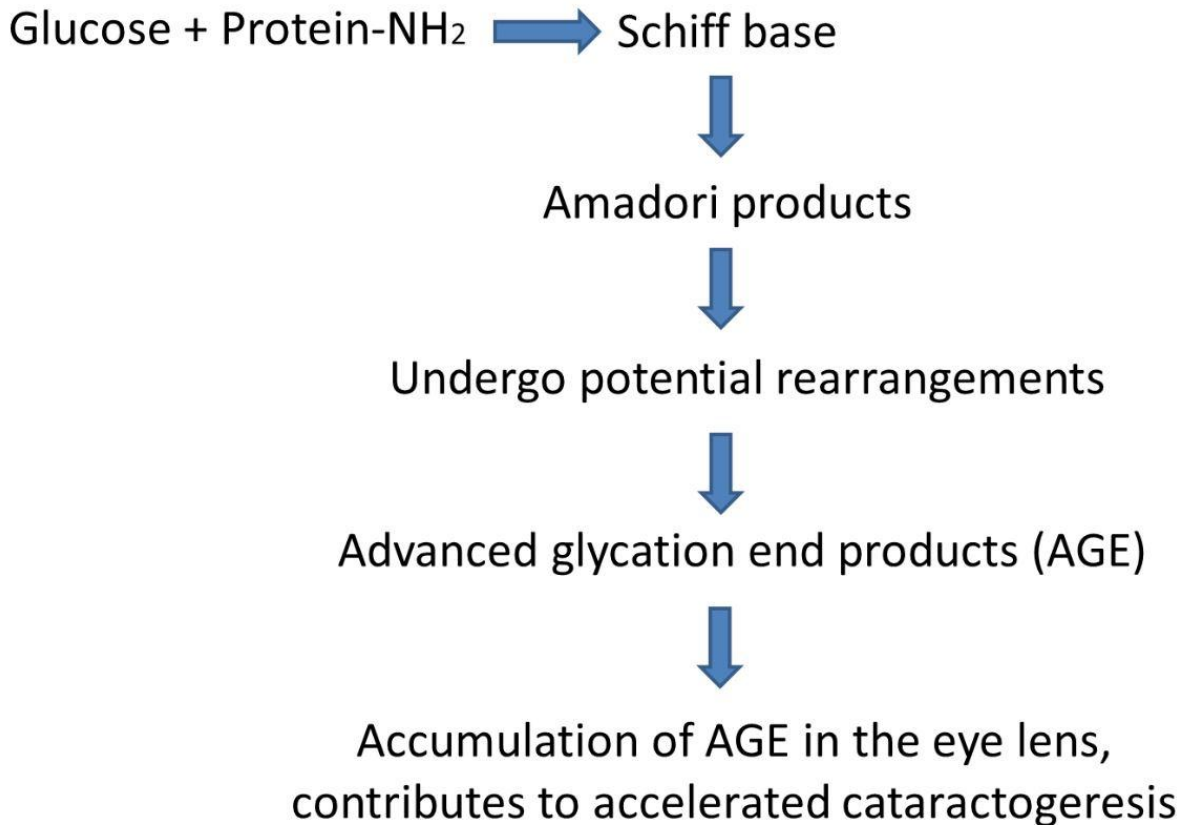 Glucose + Protein-NH2 Schiff base
Amadori products
Undergo potential rearrangements
Advanced glycation end products (AGE)
Accumulation of AGE in the eye lens,
contributes to accelerated cataractogeresis